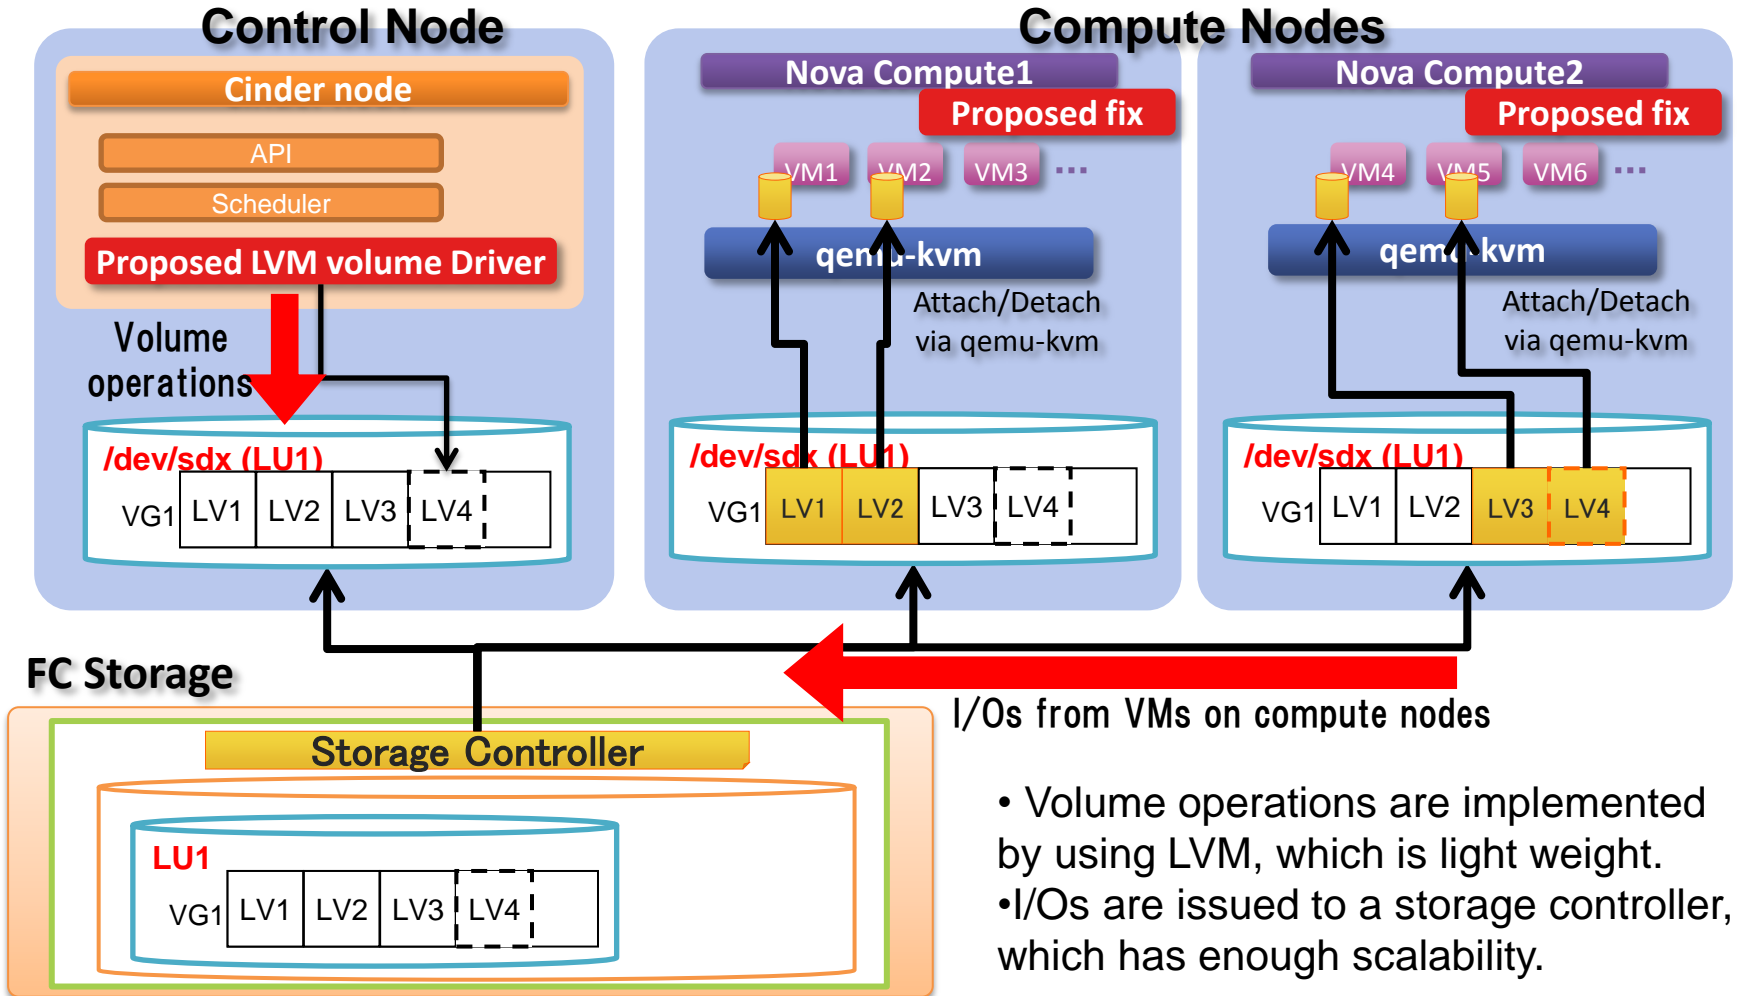 Control Node
Compute Nodes
Cinder node
API
Scheduler
Proposed LVM volume Driver
Volume
operations
/dev/sdx (LU1)
VG1 LV1 LV2 LV3 LV4
Nova Compute1
Proposed fix
VM1 VM2 VM3 ...
qemu-kvm
Attach/Detach
via qemu-kvm
/dev/sdx (LU1)
VG1 LV1 LV2 LV3 LV4
Nova Compute2
Proposed fix
VM4 VM5 VM6 ...
qemu-kvm
Attach/Detach
via qemu-kvm
/dev/sdx (LU1)
VG1 LV1 LV2 LV3 LV4
FC Storage
Storage Controller
LU1
VG1 LV1 LV2 LV3 LV4
I/Os from VMs on compute nodes
• Volume operations are implemented
by using LVM, which is light weight.
•I/Os are issued to a storage controller,
which has enough scalability.